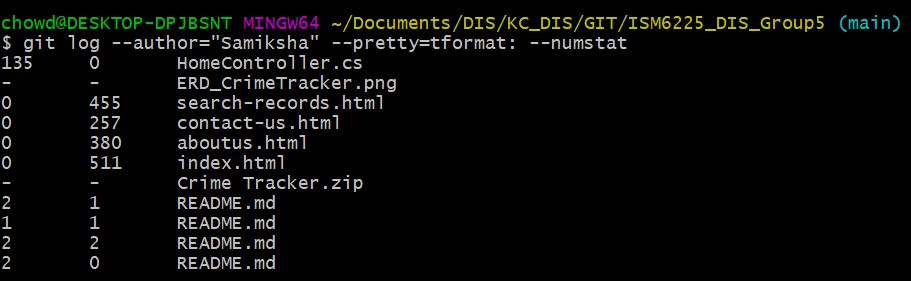 chowd@DESKTOP-DPJBSNT MINGW64 ~/Documents/DIS/KC_DIS/GIT/ISM6225_DIS_Group5 (main)
$ git log --author="Samiksha" --pretty=tformat: --numstat
135 0 HomeController.cs
- - ERD_CrimeTracker.png
0 455 search-records.html
0 257 contact-us.html
0 380 aboutus.html
0 511 index.html
- - Crime Tracker.zip
2 1 README.md
1 1 README.md
2 2 README.md
2 0 README.md